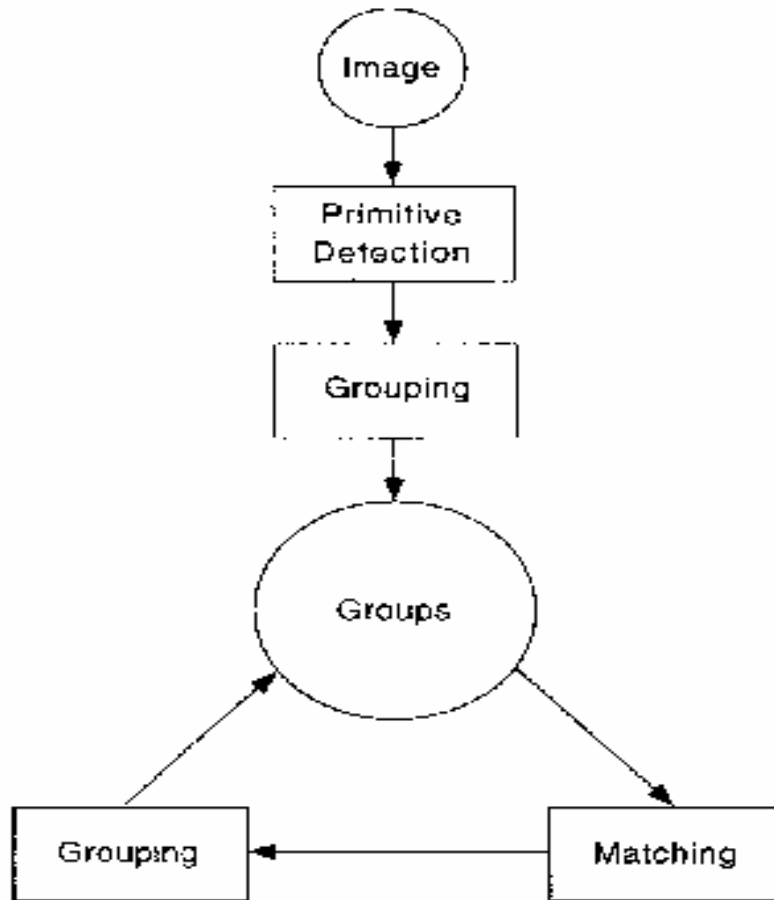 Image
Primitive
Detection
Grouping
Groups
Grouping
Matching